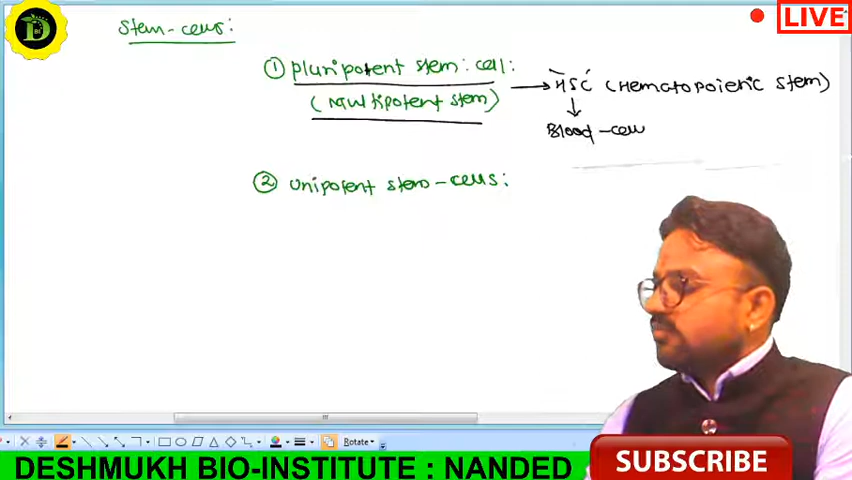 LIVE
D
Bi
Stem-cells:
① pluripotent stem:cell:
(Multipotent stem)
HSC (Hematopoietic stem)
Blood-cell
② Unipotent stem-cells:
Rotate
DESHMUKH BIO-INSTITUTE : NANDED
SUBSCRIBE